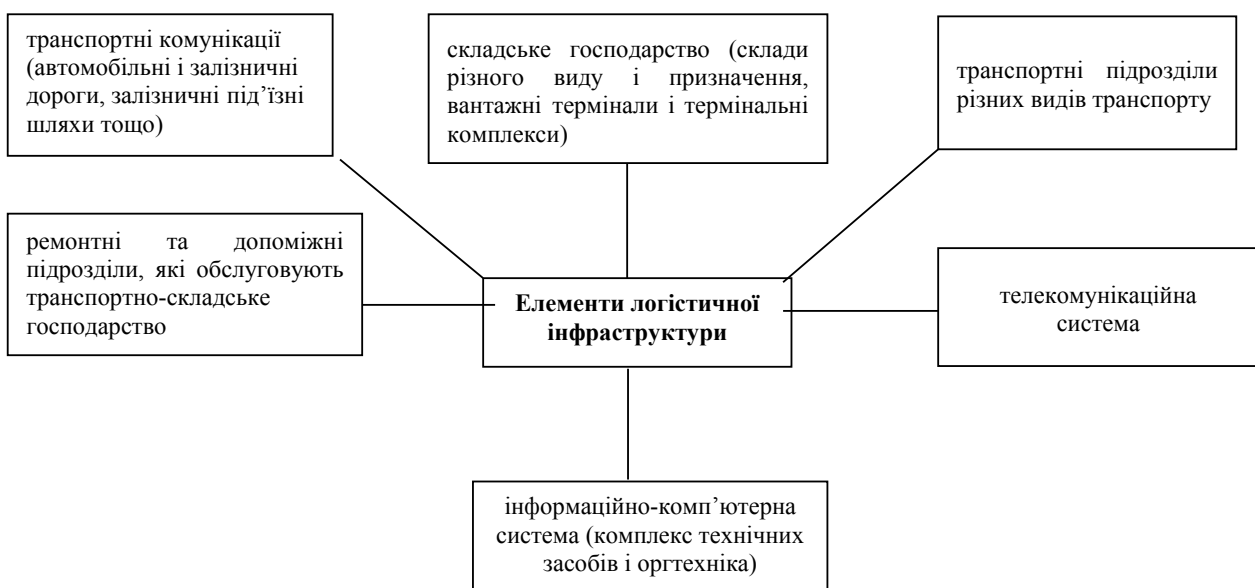 транспортні комунікації
(автомобільні і залізничні
дороги, залізничні під’їзні
шляхи тощо)
складське господарство (склади
різного виду і призначення,
вантажні термінали і термінальні
комплекси)
транспортні підрозділи
різних видів транспорту
ремонтні та допоміжні
підрозділи, які обслуговують
транспортно-складське
господарство
Елементи логістичної
інфраструктури
телекомунікаційна
система
інформаційно-комп’ютерна
система (комплекс технічних
засобів і оргтехніка)